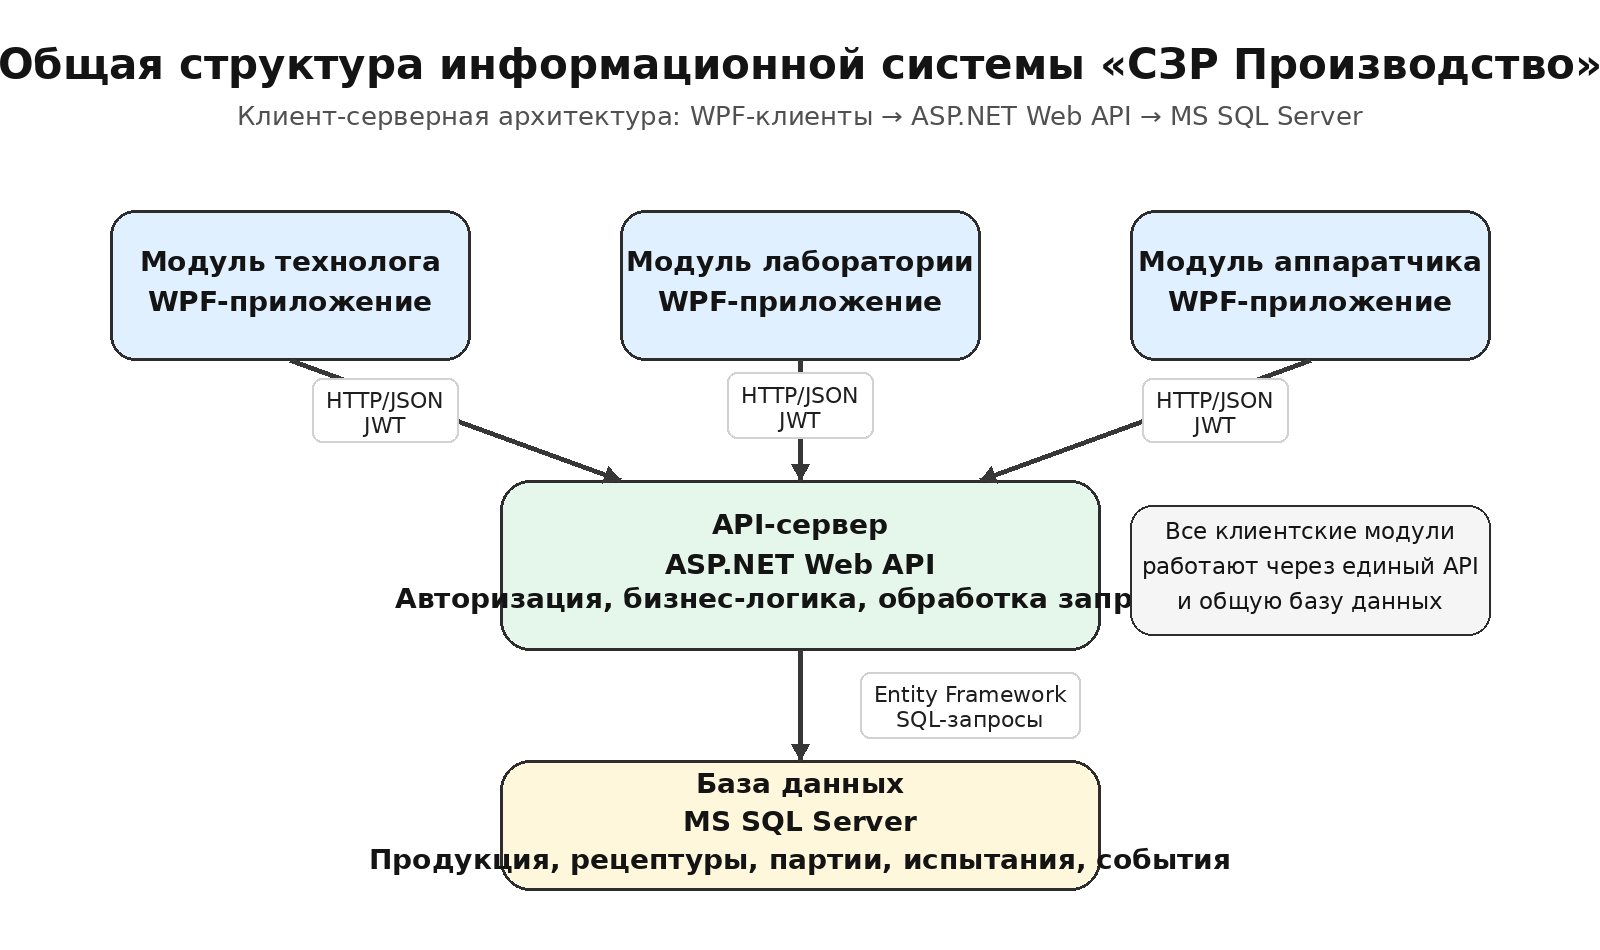 Общая структура информационной системы «СЗР Производство»
Клиент-серверная архитектура: WPF-клиенты → ASP.NET Web API → MS SQL Server
Модуль технолога
WPF-приложение
Модуль лаборатории
WPF-приложение
Модуль аппаратчика
WPF-приложение
HTTP/JSON
JWT
HTTP/JSON
JWT
HTTP/JSON
JWT
API-сервер
ASP.NET Web API
Авторизация, бизнес-логика, обработка
Все клиентские модули
работают через единый API
и общую базу данных
Entity Framework
SQL-запросы
База данных
MS SQL Server
Продукция, рецептуры, партии, испытания, события